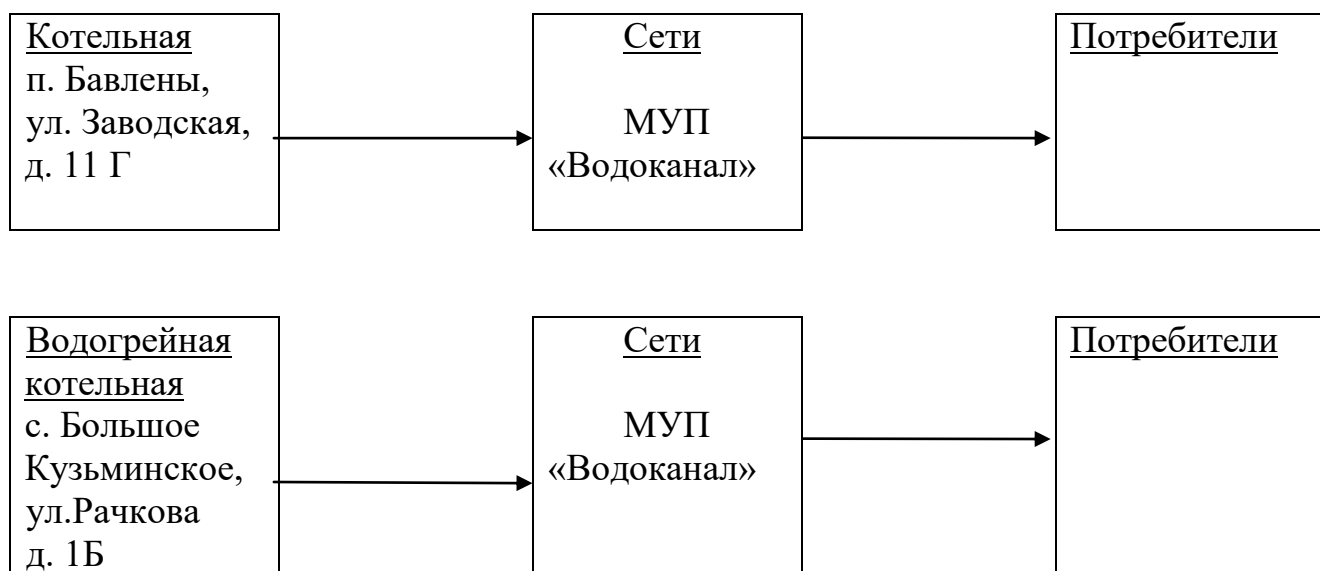 Котельная
п. Бавлены,
ул. Заводская,
д. 11 Г
Сети
МУП
«Водоканал»
Потребители
Водогрейная
котельная
с. Большое
Кузьминское,
ул.Рачкова
д. 1Б
Сети
МУП
«Водоканал»
Потребители